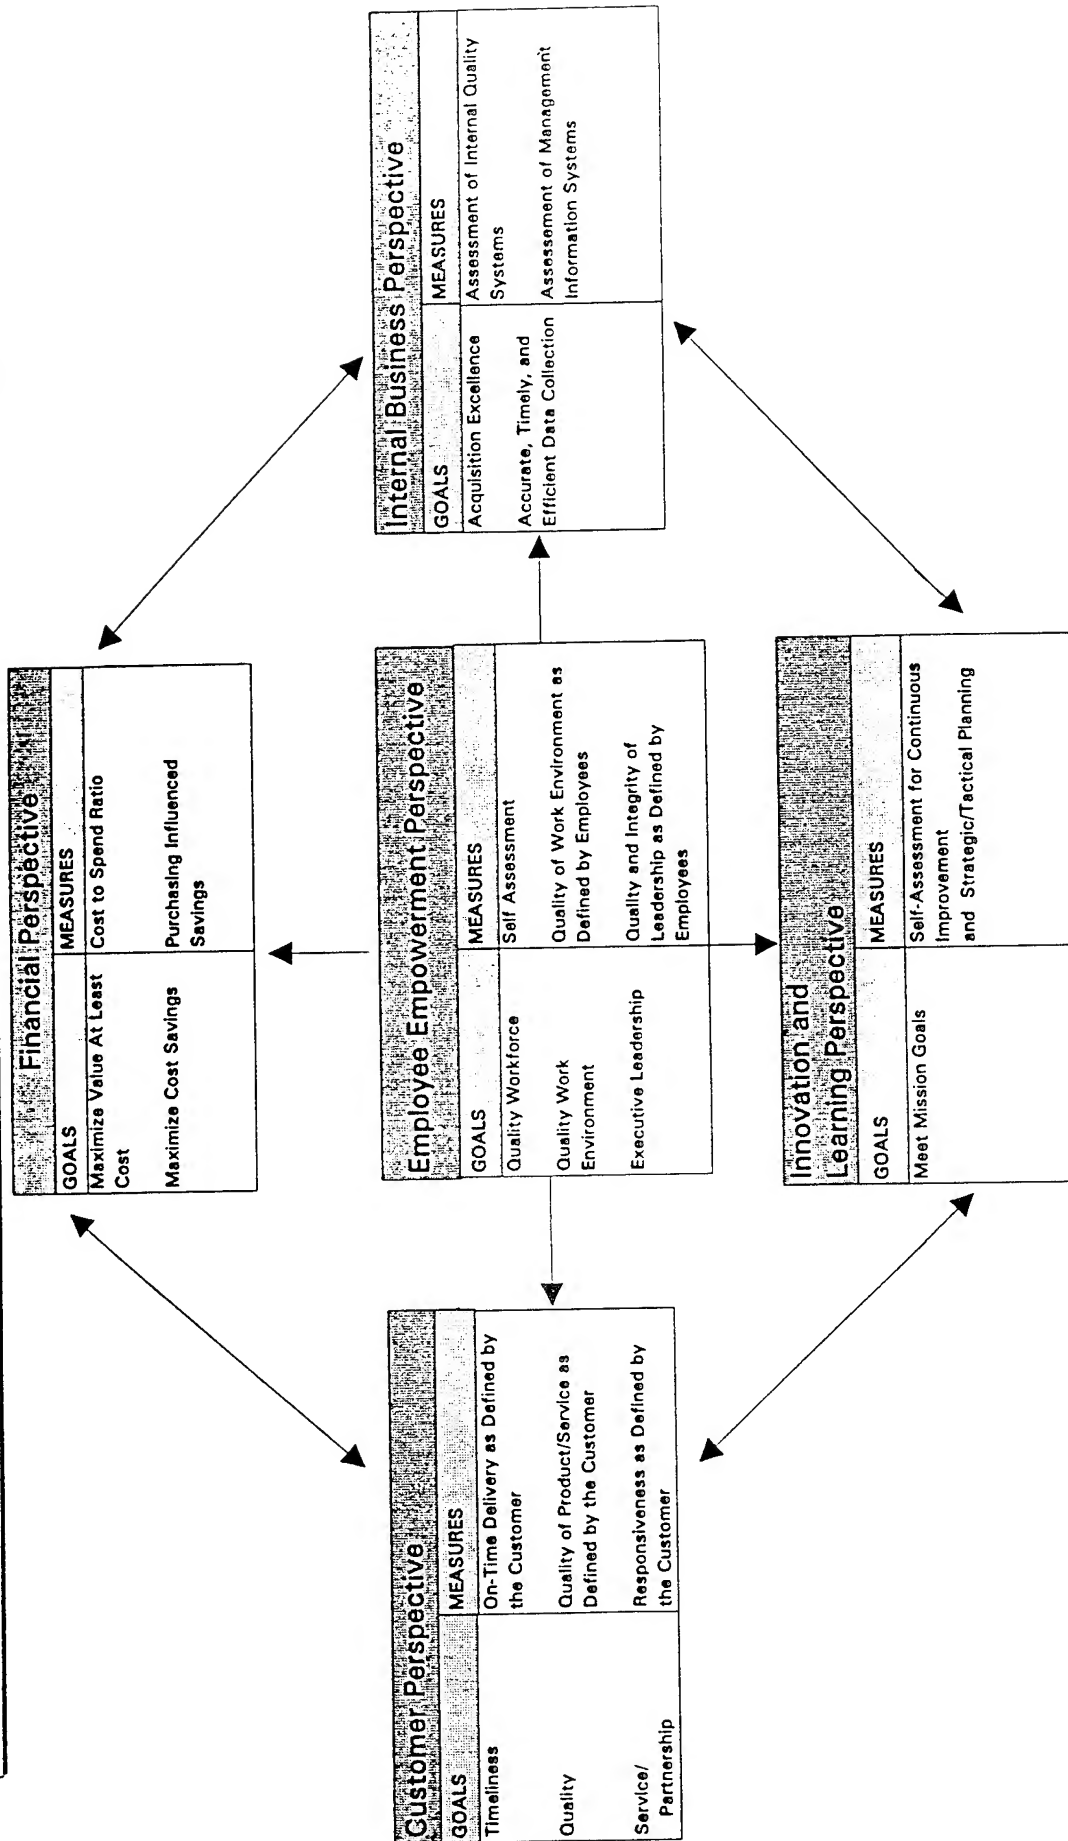 Financial Perspective
GOALS
MEASURES
Maximize Value At Least
Cost
Cost to Spend Ratio
Maximize Cost Savings
Purchasing Influenced
Savings
Customer Perspective
GOALS
MEASURES
Timeliness
On-Time Delivery as Defined by
the Customer
Quality
Quality of Product/Service as
Defined by the Customer
Service/
Partnership
Responsiveness as Defined by
the Customer
Employee Empowerment Perspective
GOALS
MEASURES
Quality Workforce
Self Assessment
Quality Work
Environment
Quality of Work Environment as
Defined by Employees
Executive Leadership
Quality and Integrity of
Leadership as Defined by
Employees
Internal Business Perspective
GOALS
MEASURES
Acquisition Excellence
Assessment of Internal Quality
Systems
Accurate, Timely, and
Efficient Data Collection
Assessement of Management
Information Systems
Innovation and
Learning Perspective
GOALS
MEASURES
Meet Mission Goals
Self-Assessment for Continuous
Improvement
and Strategic/Tactical Planning